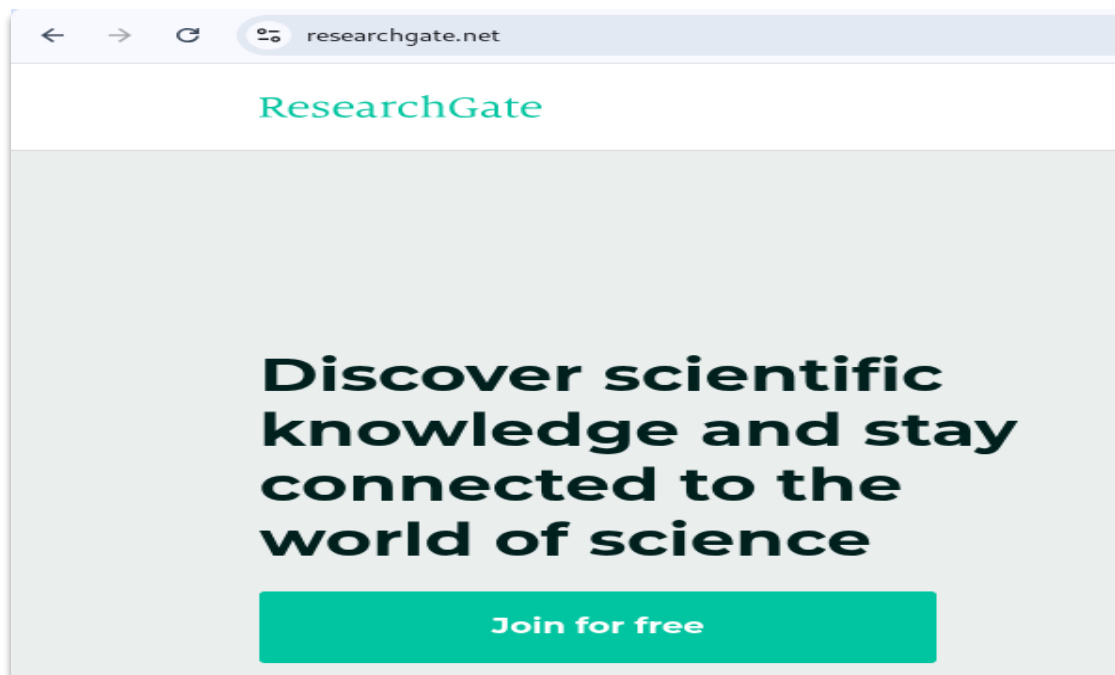 researchgate.net
ResearchGate
Discover scientific
knowledge and stay
connected to the
world of science
Join for free